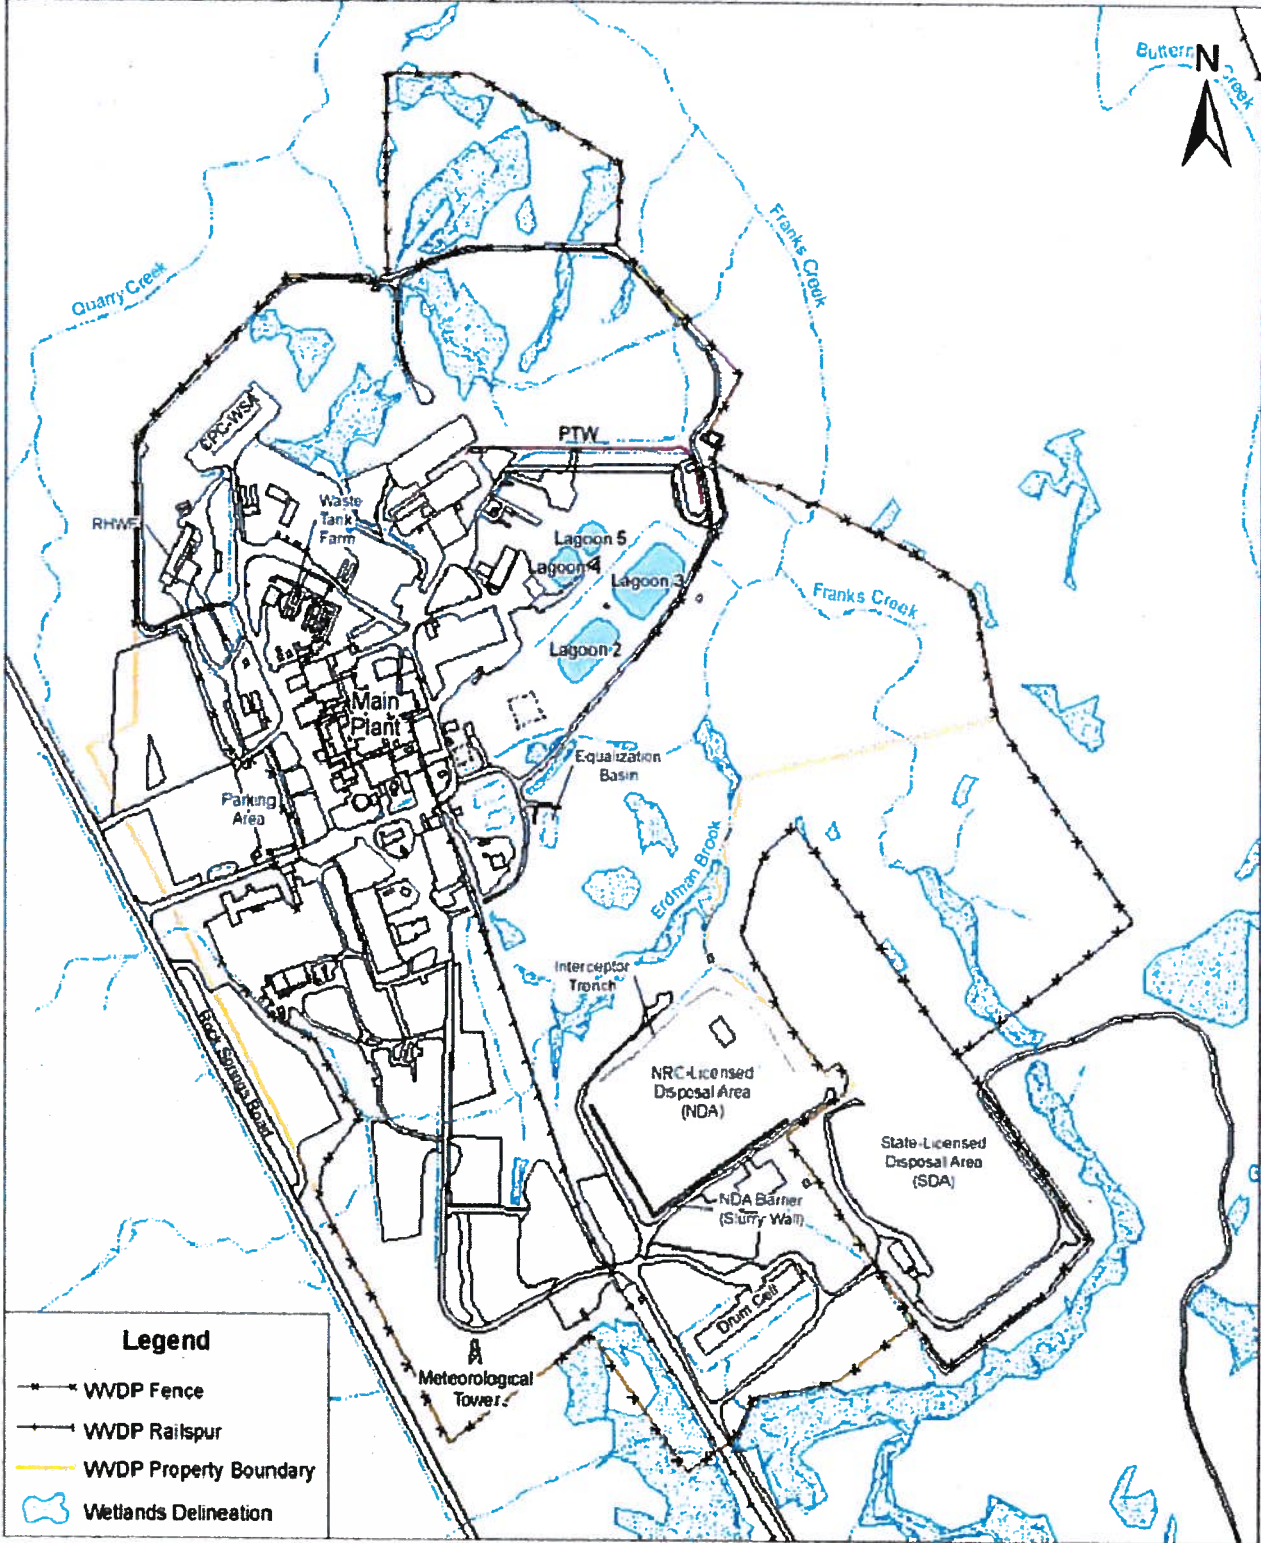 Buttern
Creek
N
Franks Creek
Quarry Creek
CPC-WSA
PTW
RHWF
Waste
Tank
Farm
Lagoon 5
Lagoon 4
Lagoon 3
Franks Creek
Lagoon 2
Main
Plant
Equalization
Basin
Parking
Area
Erdman Brook
Interceptor
Trench
Rock Springs Road
NRC-Licensed
Disposal Area
(NDA)
State-Licensed
Disposal Area
(SDA)
NDA Barrier
(Slurry Wall)
Drum Cell
Meteorological
Tower
Legend
WVDP Fence
WVDP Railspur
WVDP Property Boundary
Wetlands Delineation